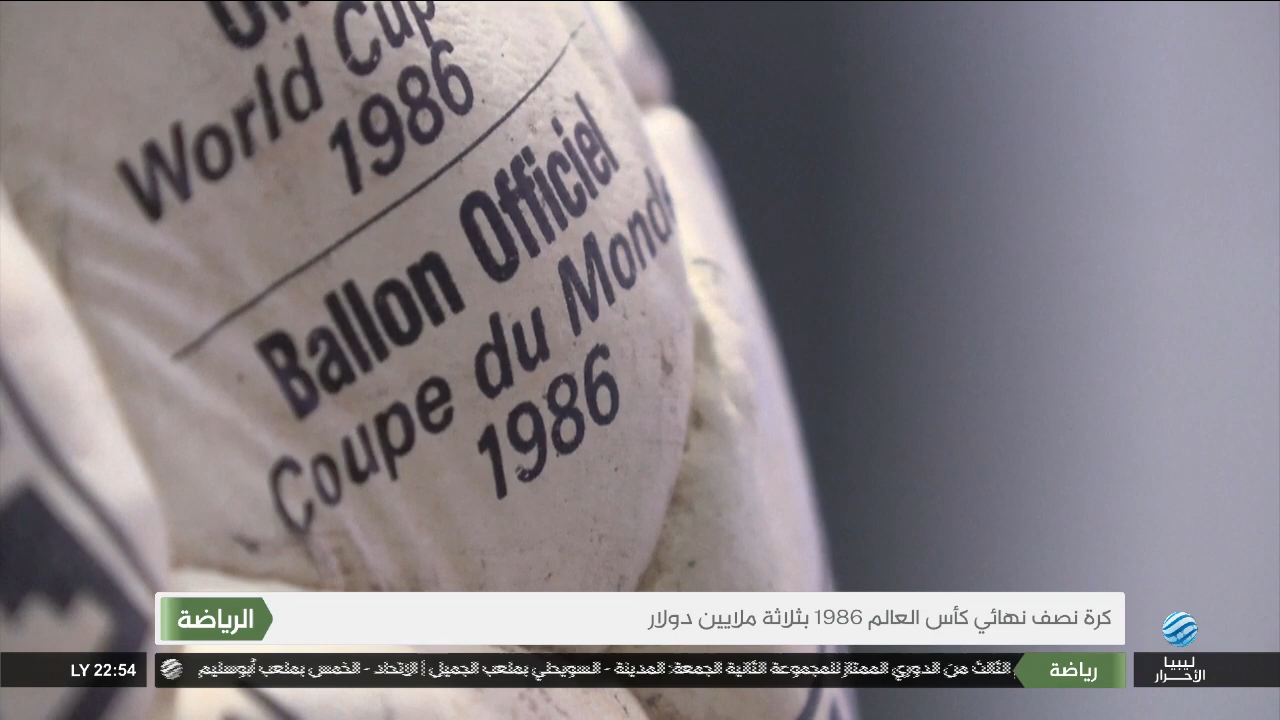 World Cup
1986
Ballon Officiel
Coupe du Monde
1986
الرياضة
كرة نصف نهائي كأس العالم 1986 بثلاثة ملايين دولار
LY 22:54
الثالث من الدوري الممتاز للمجموعة الثانية الجمعة: المدينة - السويحلي بملعب الجميل | الاتحاد - الخمس بملعب أبوسليم
رياضة
ليبيا
الأحرار